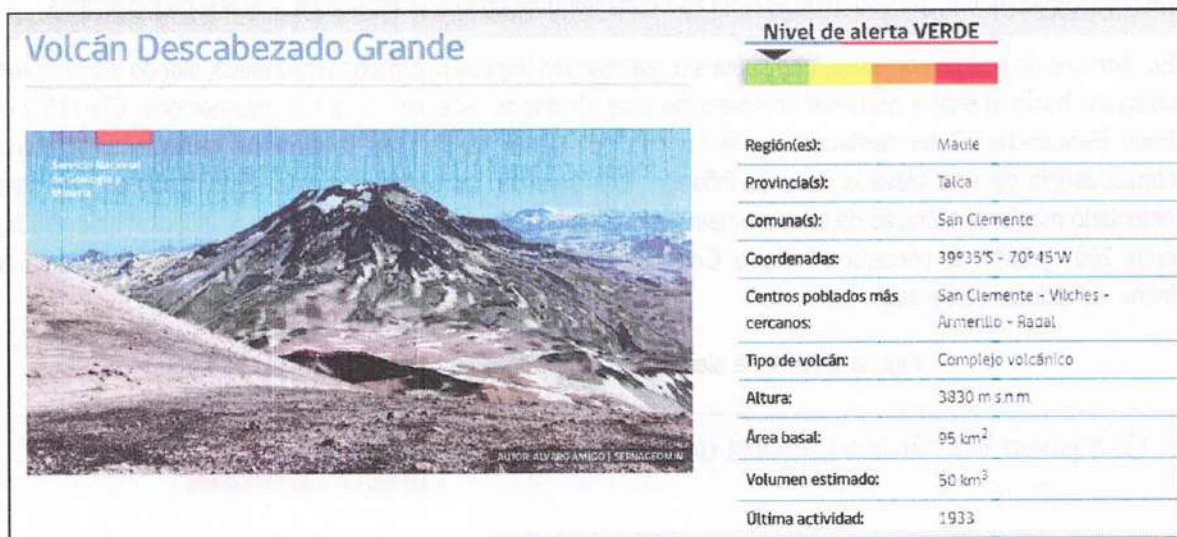 Volcán Descabezado Grande
Nivel de alerta VERDE
Servicio Nacional
de Geología y
Minería
AUTOR: ALVARO AMIGO | SERNAGEOMIN
Región(es): Maule
Provincia(s): Talca
Comuna(s): San Clemente
Coordenadas: 39°35'S - 70°45'W
Centros poblados más San Clemente - Vilches -
cercanos: Armerillo - Radal
Tipo de volcán: Complejo volcánico
Altura: 3830 m s.n.m.
Área basal: 95 km²
Volumen estimado: 50 km³
Última actividad: 1933